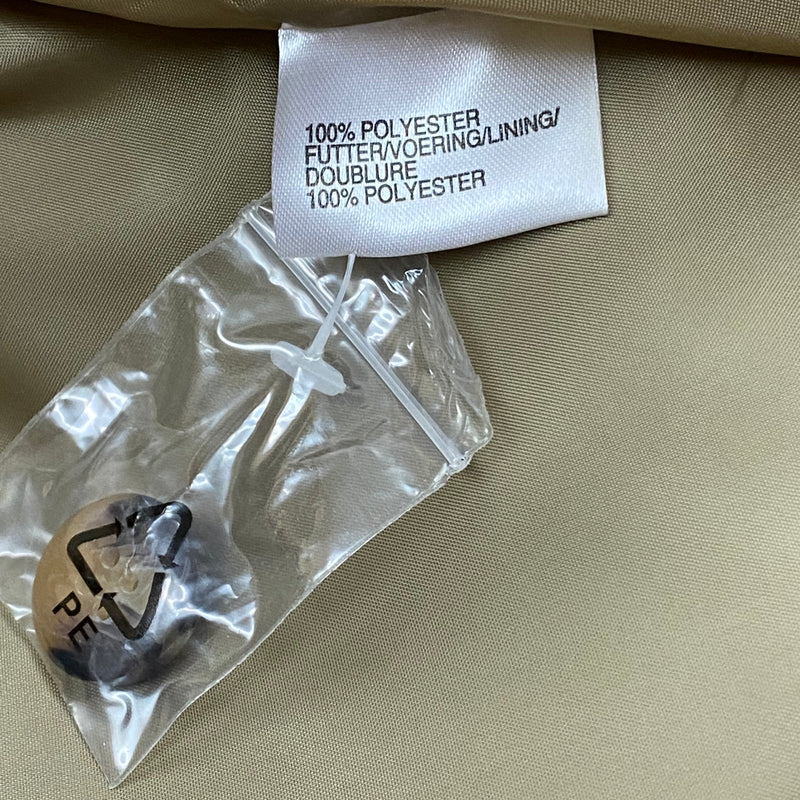 100% POLYESTER
FUTTER/VOERING/LINING/
DOUBLURE
100% POLYESTER
PE